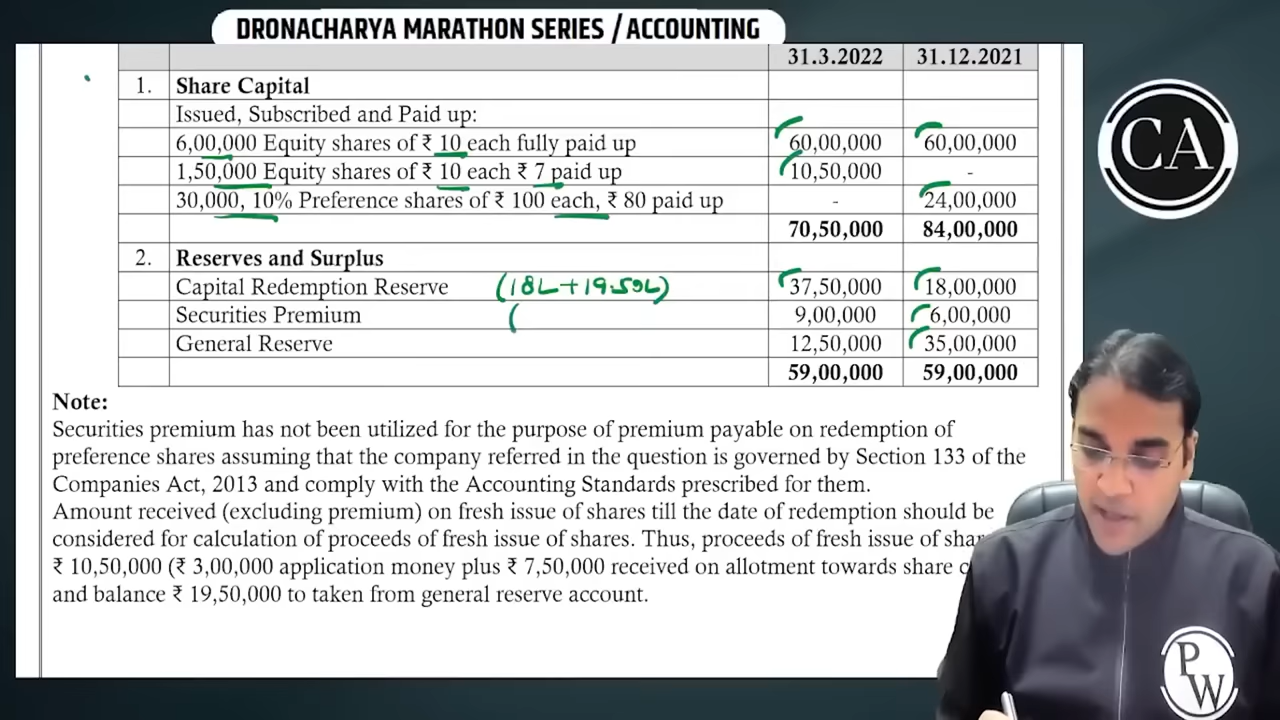 DRONACHARYA MARATHON SERIES / ACCOUNTING
31.3.2022 31.12.2021
1. Share Capital
Issued, Subscribed and Paid up:
6,00,000 Equity shares of ₹ 10 each fully paid up 60,00,000 60,00,000
1,50,000 Equity shares of ₹ 10 each ₹ 7 paid up 10,50,000 -
30,000, 10% Preference shares of ₹ 100 each, ₹ 80 paid up - 24,00,000
70,50,000 84,00,000
2. Reserves and Surplus
Capital Redemption Reserve (18L+19.50L) 37,50,000 18,00,000
Securities Premium ( 9,00,000 6,00,000
General Reserve 12,50,000 35,00,000
59,00,000 59,00,000
Note:
Securities premium has not been utilized for the purpose of premium payable on redemption of
preference shares assuming that the company referred in the question is governed by Section 133 of the
Companies Act, 2013 and comply with the Accounting Standards prescribed for them.
Amount received (excluding premium) on fresh issue of shares till the date of redemption should be
considered for calculation of proceeds of fresh issue of shares. Thus, proceeds of fresh issue of
₹ 10,50,000 (₹ 3,00,000 application money plus ₹ 7,50,000 received on allotment towards share
and balance ₹ 19,50,000 to taken from general reserve account.
CA
PW